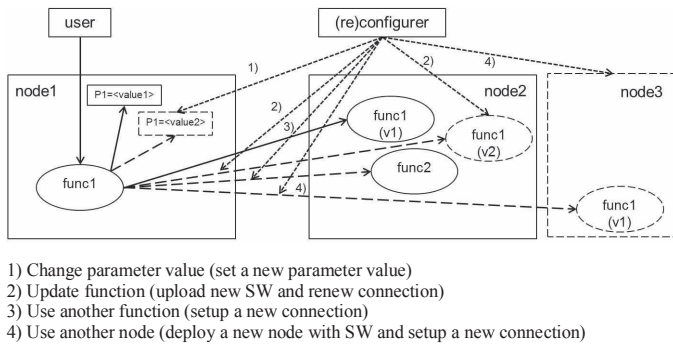 user
(re)configurer
1)
2)
4)
node1
P1=<value1>
P1=<value2>
2)
3)
node2
node3
func1
(v1)
func1
(v2)
func2
func1
4)
func1
(v1)
1) Change parameter value (set a new parameter value)
2) Update function (upload new SW and renew connection)
3) Use another function (setup a new connection)
4) Use another node (deploy a new node with SW and setup a new connection)